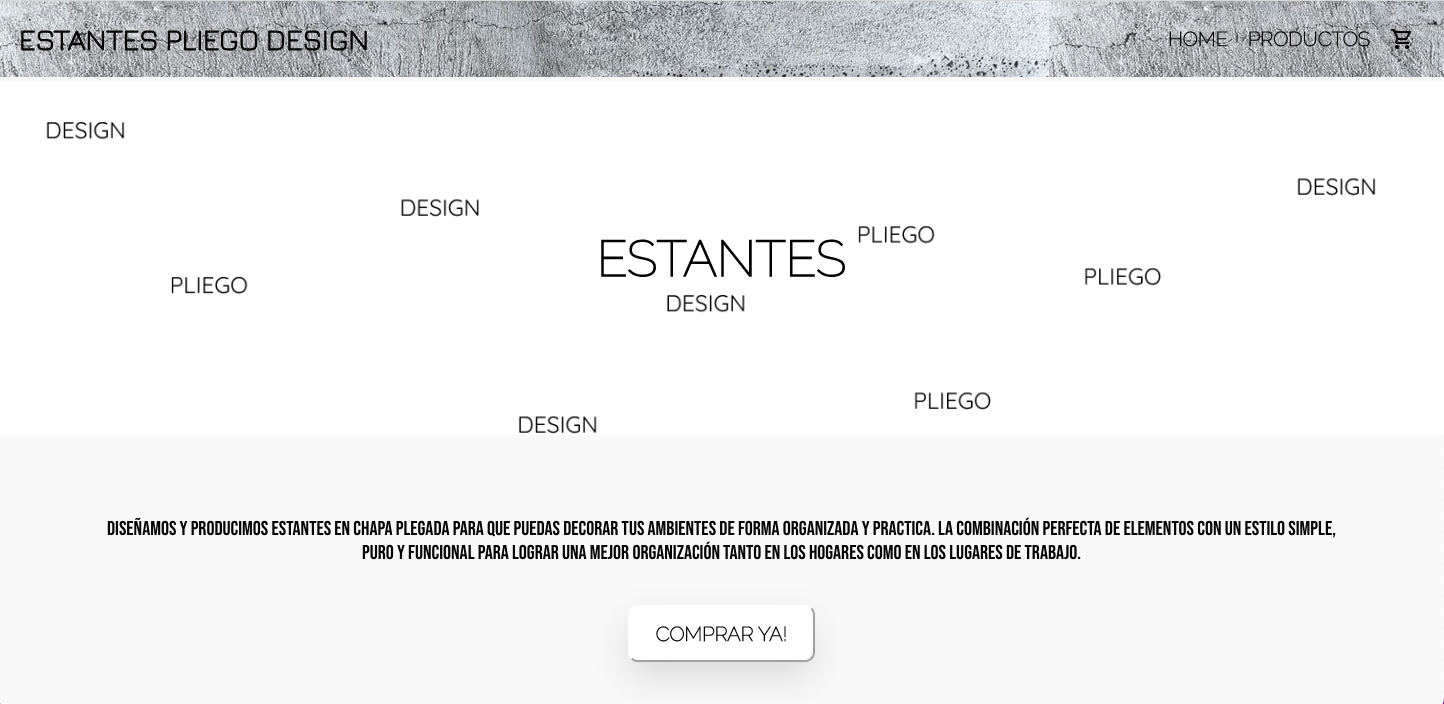 ESTANTES PLIEGO DESIGN
HOME PRODUCTOS
DESIGN
DESIGN
DESIGN
PLIEGO
ESTANTES
PLIEGO
PLIEGO
DESIGN
PLIEGO
DESIGN
DISEÑAMOS Y PRODUCIMOS ESTANTES EN CHAPA PLEGADA PARA QUE PUEDAS DECORAR TUS AMBIENTES DE FORMA ORGANIZADA Y PRACTICA. LA COMBINACIÓN PERFECTA DE ELEMENTOS CON UN ESTILO SIMPLE,
PURO Y FUNCIONAL PARA LOGRAR UNA MEJOR ORGANIZACIÓN TANTO EN LOS HOGARES COMO EN LOS LUGARES DE TRABAJO.
COMPRAR YA!